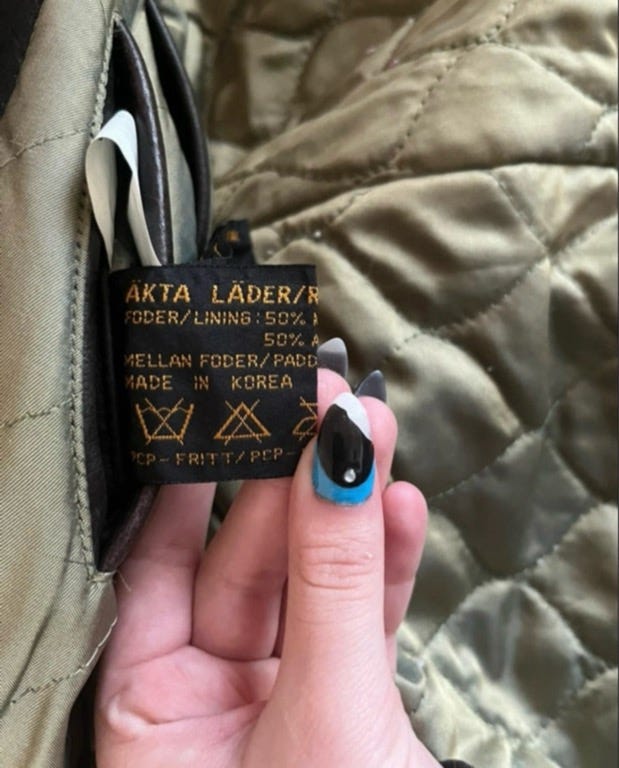 ÄKTA LÄDER/R
FODER/LINING: 50%
50% A
MELLAN FODER/PADD
MADE IN KOREA
PCP-FRITT/PCP-